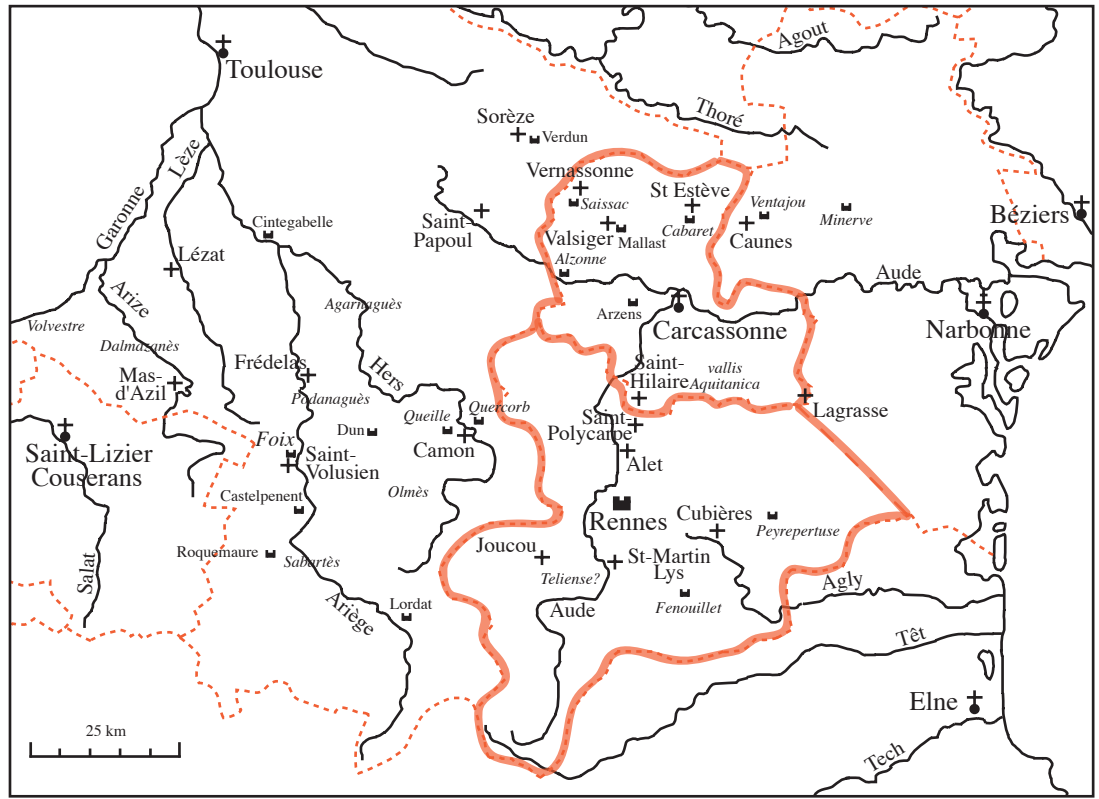 Agout
Toulouse
Thoré
Sorèze
Verdun
Lèze
Vernassonne
St Estève
Saissac
Ventajou
Garonne
Béziers
Minerve
Saint-
Papoul
Cintegabelle
Valsiger
Mallast
Cabaret
Caunes
Lézat
Alzonne
Aude
Arize
Agarnaguès
Arzens
Volvestre
Carcassonne
Narbonne
Dalmazanès
Frédelas
Hers
Saint-
Hilaire
vallis
Aquitanica
Mas-
d'Azil
Podanaguès
Queille
Quercorb
Lagrasse
Saint-
Polycarpe
Dun
Foix
Camon
Saint-Lizier
Couserans
Saint-
Volusien
Alet
Olmès
Castelpenent
Rennes
Cubières
Peyrepertuse
Roquemaure
Sabartès
Joucou
St-Martin
Lys
Teliense?
Salat
Agly
Ariège
Lordat
Aude
Fenouillet
Têt
Elne
25 km
Tech